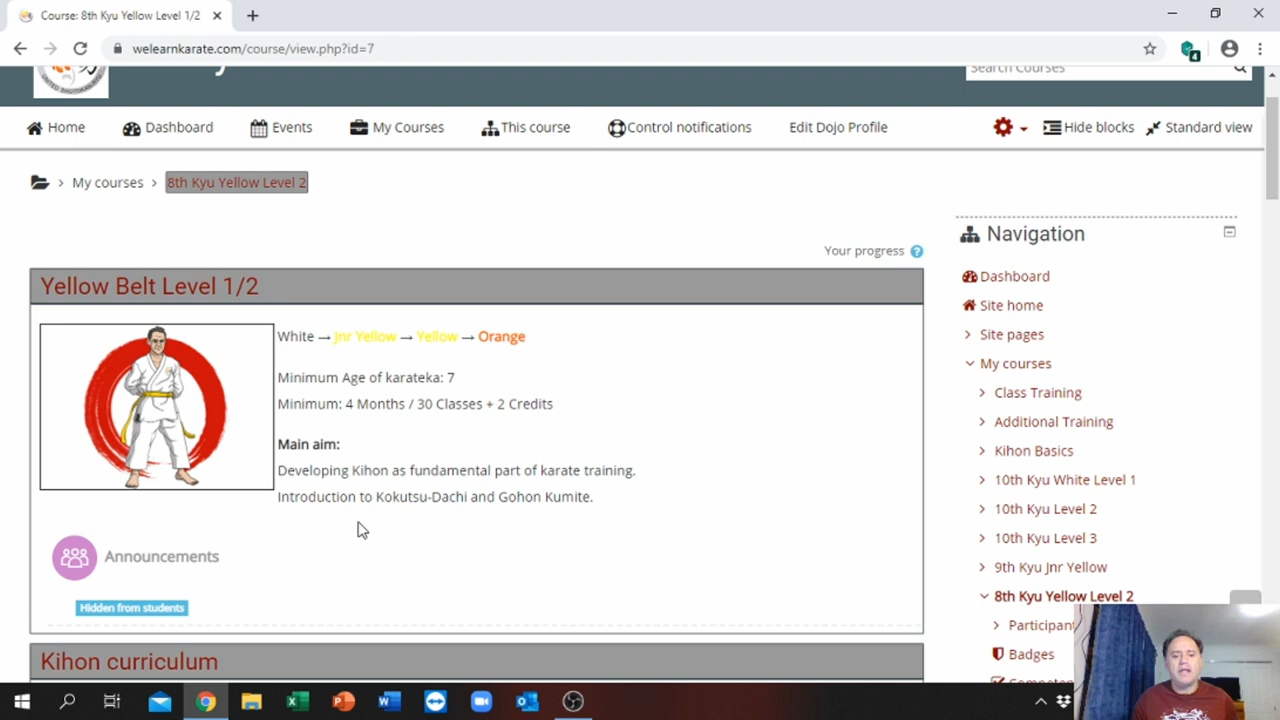 Course: 8th Kyu Yellow Level 1/2
welearnkarate.com/course/view.php?id=7
4
Search Courses
Home
Dashboard
Events
My Courses
This course
Control notifications
Edit Dojo Profile
Hide blocks
Standard view
My courses
8th Kyu Yellow Level 2
Your progress
Yellow Belt Level 1/2
White → Jnr Yellow → Yellow → Orange
Minimum Age of karateka: 7
Minimum: 4 Months / 30 Classes + 2 Credits
Main aim:
Developing Kihon as fundamental part of karate training.
Introduction to Kokutsu-Dachi and Gohon Kumite.
Announcements
Hidden from students
Kihon curriculum
Navigation
Dashboard
Site home
Site pages
My courses
Class Training
Additional Training
Kihon Basics
10th Kyu White Level 1
10th Kyu Level 2
10th Kyu Level 3
9th Kyu Jnr Yellow
8th Kyu Yellow Level 2
Participan
Badges